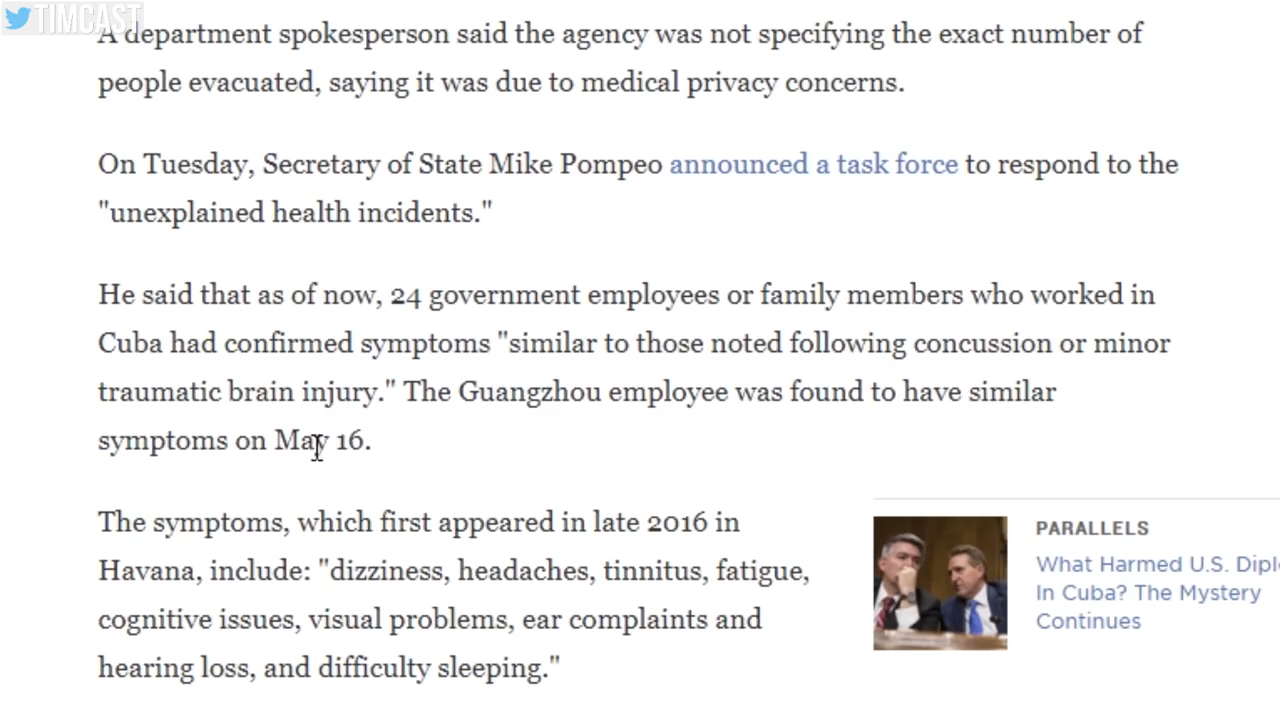 TIMCAST
A department spokesperson said the agency was not specifying the exact number of
people evacuated, saying it was due to medical privacy concerns.
On Tuesday, Secretary of State Mike Pompeo announced a task force to respond to the
"unexplained health incidents."
He said that as of now, 24 government employees or family members who worked in
Cuba had confirmed symptoms "similar to those noted following concussion or minor
traumatic brain injury." The Guangzhou employee was found to have similar
symptoms on May 16.
The symptoms, which first appeared in late 2016 in
Havana, include: "dizziness, headaches, tinnitus, fatigue,
cognitive issues, visual problems, ear complaints and
hearing loss, and difficulty sleeping."
PARALLELS
What Harmed U.S. Dipl
In Cuba? The Mystery
Continues